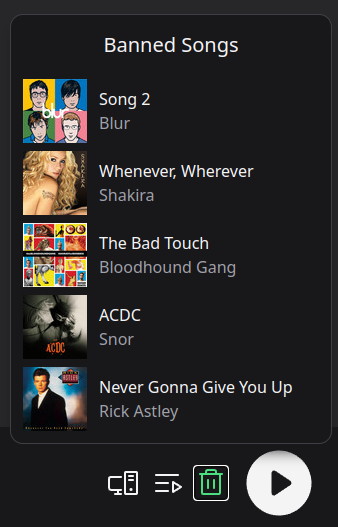 Banned Songs
Song 2
Blur
blur
Whenever, Wherever
Shakira
The Bad Touch
Bloodhound Gang
ACDC
Snor
ACDC
Never Gonna Give You Up
Rick Astley